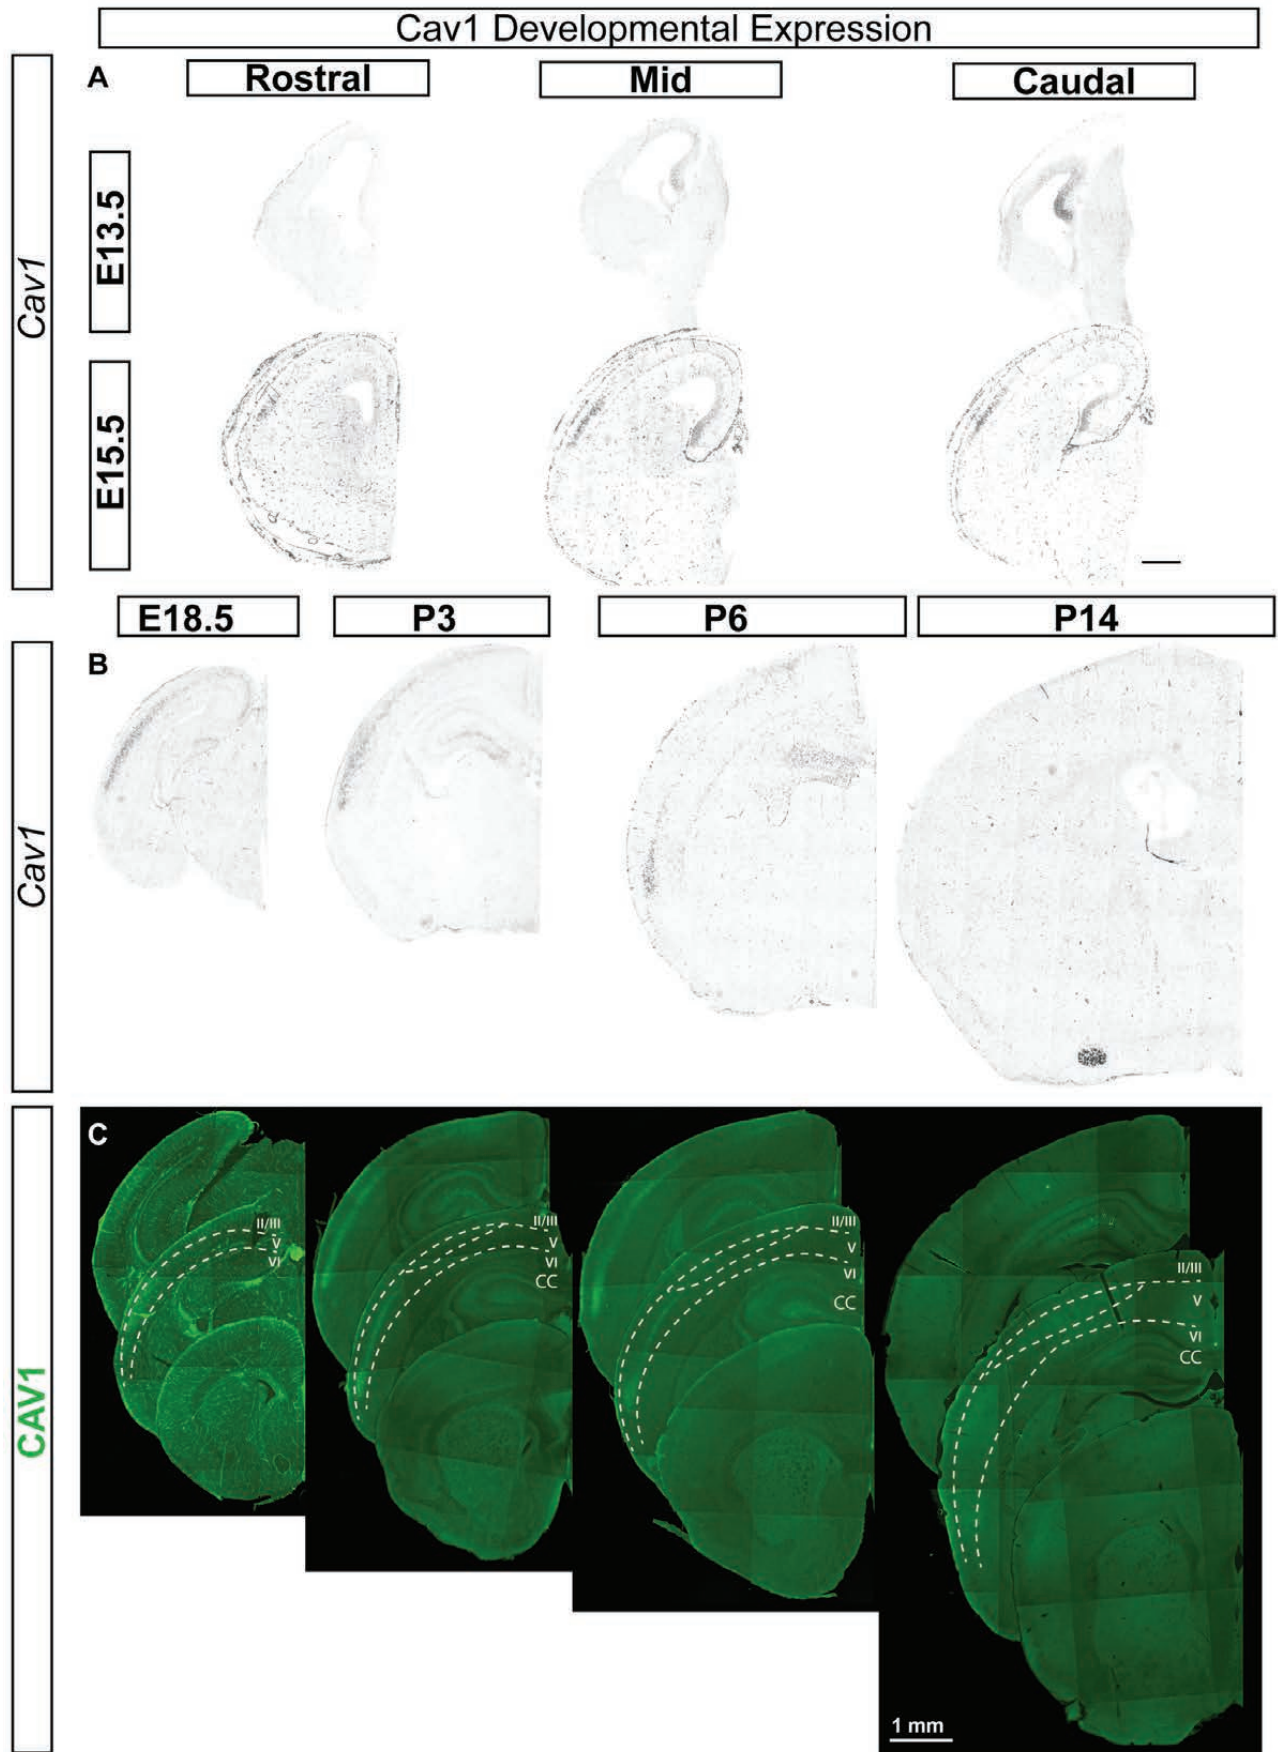 Cav1 Developmental Expression
A
Rostral
Mid
Caudal
Cav1
E13.5
E15.5
E18.5
P3
P6
P14
B
Cav1
C
CAV1
II/III
V
VI
II/III
V
VI
CC
II/III
V
VI
CC
II/III
V
VI
CC
1 mm